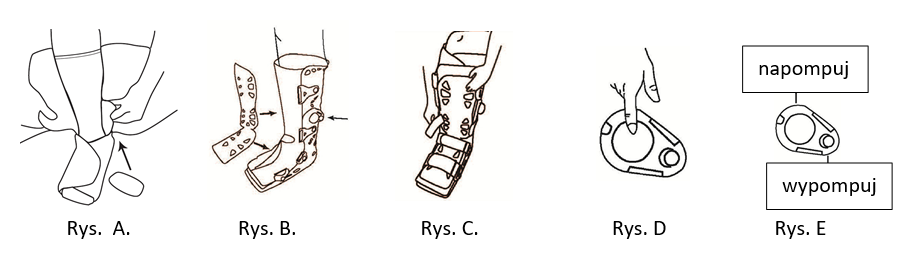 napompuj
wypompuj
Rys. A.
Rys. B.
Rys. C.
Rys. D
Rys. E